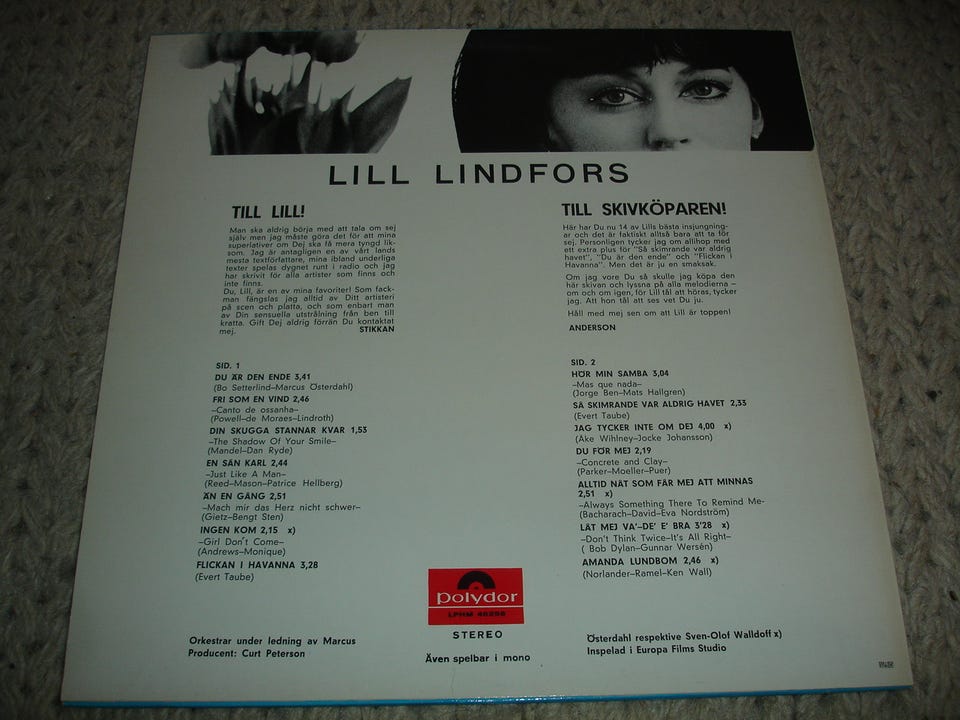 LILL LINDFORS
TILL LILL!
Man ska aldrig börja med att tala om sej
själv men jag måste göra det för att mina
superlativer om Dej ska få mera tyngd lik-
som. Jag är antagligen en av vårt lands
mesta textförfattare, mina ibland underliga
texter spelas dygnet runt i radio och jag
har skrivit för alla artister som finns och
inte finns.
Du, Lill, är en av mina favoriter! Som fack-
man fängslas jag alltid av Ditt artisteri
på scen och platta, och som enbart man
av Din sensuella utstrålning från ben till
kratta. Gift Dej aldrig förrän Du kontaktat
mej. STIKKAN
TILL SKIVKÖPAREN!
Här har Du nu 14 av Lills bästa insjungning-
ar och det är faktiskt alltså bara att ta för
sej. Personligen tycker jag om allihop med
ett extra plus för "Så skimrande var aldrig
havet", "Du är den ende" och "Flickan i
Havanna". Men det är ju en smaksak.
Om jag vore Du så skulle jag köpa den
här skivan och lyssna på alla melodierna –
om och om igen, för Lill tål att höras, tycker
jag. Att hon tål att ses vet Du ju.
Håll med mej sen om att Lill är toppen!
ANDERSON
SID. 1
DU ÄR DEN ENDE 3,41
(Bo Setterlind–Marcus Österdahl)
FRI SOM EN VIND 2,46
–Canto de ossanha–
(Powell–de Moraes–Lindroth)
DIN SKUGGA STANNAR KVAR 1,53
–The Shadow Of Your Smile–
(Mandel–Dan Ryde)
EN SÅN KARL 2,44
–Just Like A Man–
(Reed–Mason–Patrice Hellberg)
ÄN EN GÅNG 2,51
–Mach mir das Herz nicht schwer–
(Gietz–Bengt Sten)
INGEN KOM 2,15 x)
–Girl Don't Come–
(Andrews–Monique)
FLICKAN I HAVANNA 3,28
(Evert Taube)
SID. 2
HÖR MIN SAMBA 3,04
–Mas que nada–
(Jorge Ben–Mats Hallgren)
SÅ SKIMRANDE VAR ALDRIG HAVET 2,33
(Evert Taube)
JAG TYCKER INTE OM DEJ 4,00 x)
(Åke Wihlney–Jocke Johansson)
DU FÖR MEJ 2,19
–Concrete and Clay–
(Parker–Moeller–Puer)
ALLTID NÅT SOM FÅR MEJ ATT MINNAS
2,51 x)
–Always Something There To Remind Me-
(Bacharach–David–Eva Nordström)
LÅT MEJ VA'–DE' E' BRA 3'28 x)
–Don't Think Twice–It's All Right–
( Bob Dylan–Gunnar Wersén)
AMANDA LUNDBOM 2,46 x)
(Norlander–Ramel–Ken Wall)
Polydor
LPHM 46256
STEREO
Även spelbar i mono
Orkestrar under ledning av Marcus
Producent: Curt Peterson
Österdahl respektive Sven-Olof Walldoff x)
Inspelad i Europa Films Studio